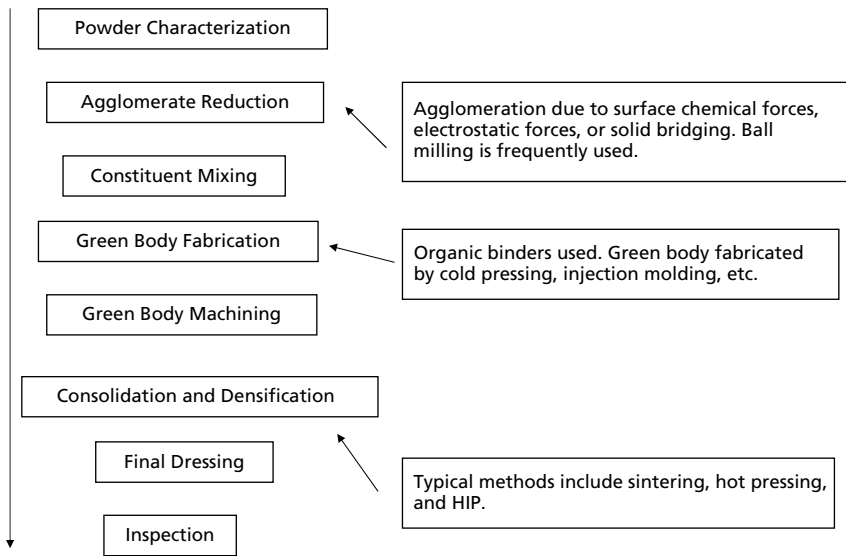 Powder Characterization
Agglomerate Reduction
Agglomeration due to surface chemical forces,
electrostatic forces, or solid bridging. Ball
milling is frequently used.
Constituent Mixing
Green Body Fabrication
Organic binders used. Green body fabricated
by cold pressing, injection molding, etc.
Green Body Machining
Consolidation and Densification
Final Dressing
Typical methods include sintering, hot pressing,
and HIP.
Inspection